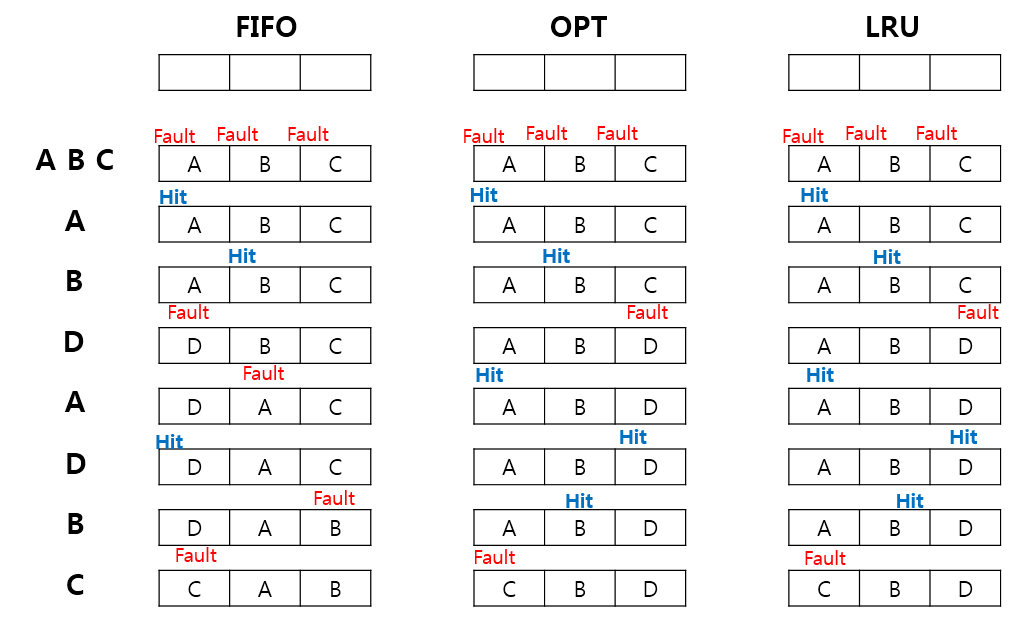 FIFO OPT LRU
Fault Fault Fault Fault Fault Fault Fault Fault Fault
A B C A B C A B C A B C
Hit Hit Hit
A A B C A B C A B C
Hit Hit Hit
B A B C A B C A B C
Fault Fault Fault
D D B C A B D A B D
Fault Hit Hit
A D A C A B D A B D
Hit Hit Hit
D D A C A B D A B D
Fault Hit Hit
B D A B A B D A B D
Fault Fault Fault
C C A B C B D C B D